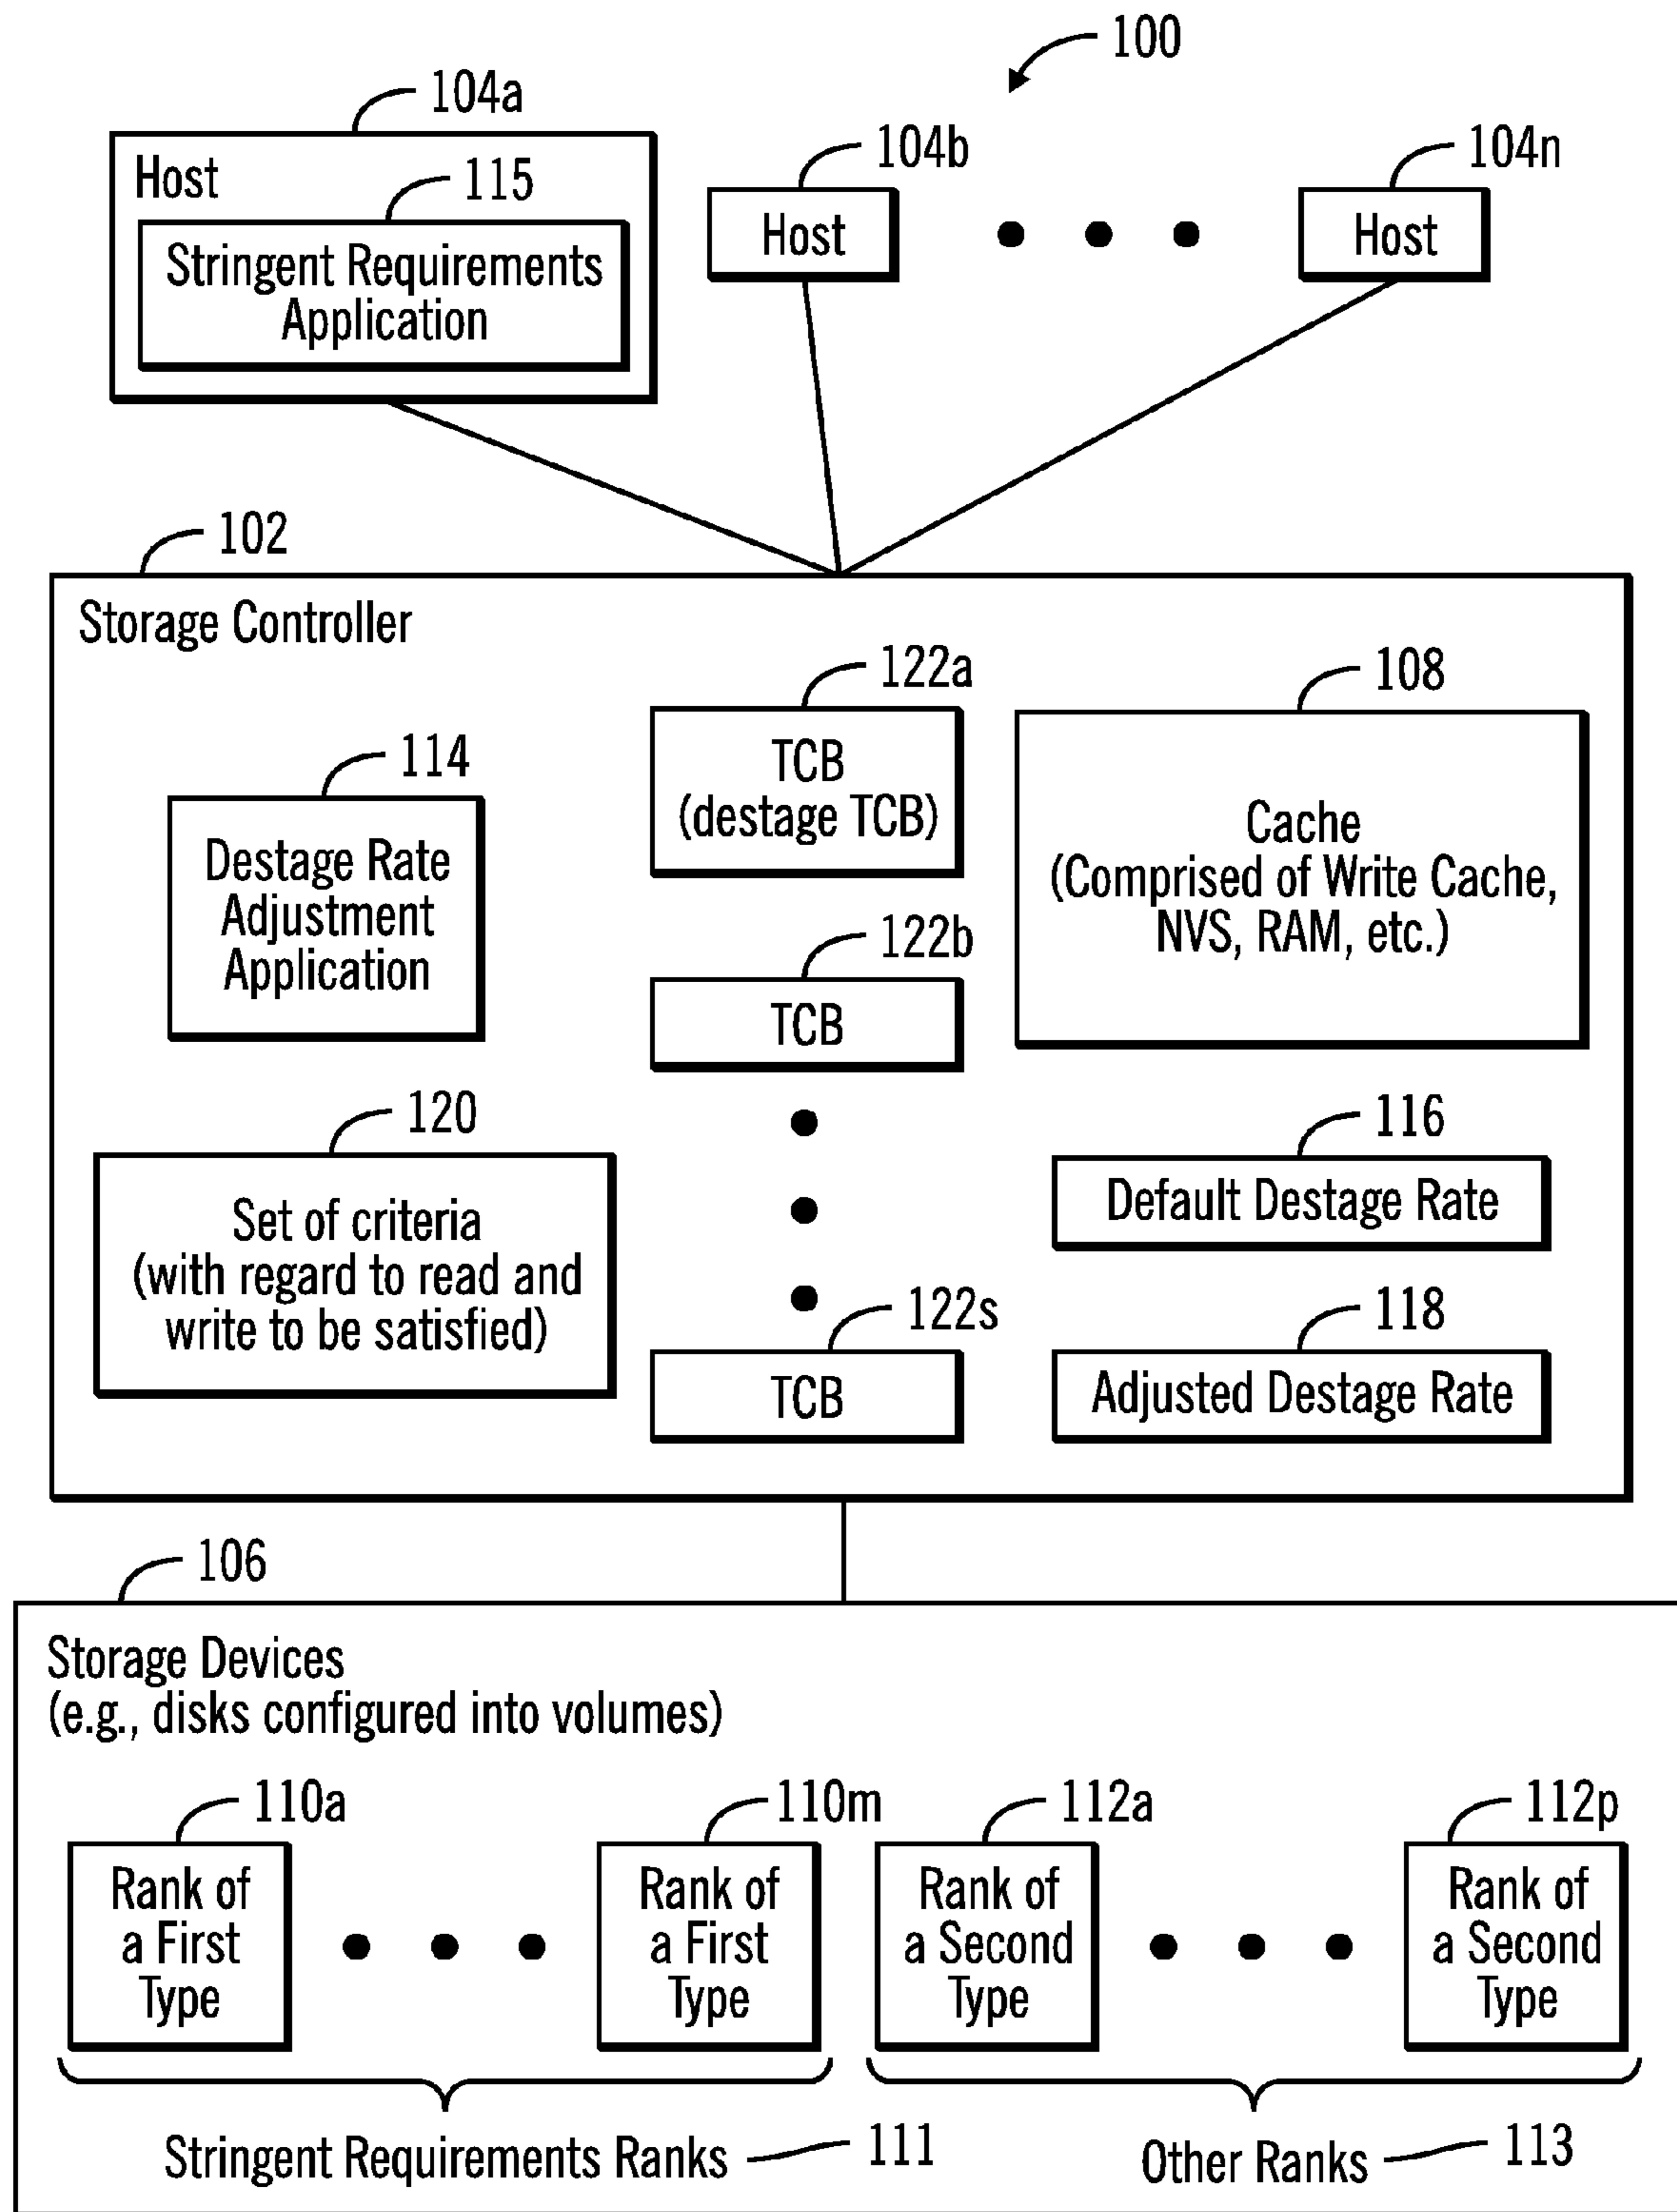 100
104a
Host
115
Stringent Requirements
Application
104b
Host
104n
Host
102
Storage Controller
114
Destage Rate
Adjustment
Application
120
Set of criteria
(with regard to read and
write to be satisfied)
122a
TCB
(destage TCB)
122b
TCB
122s
TCB
108
Cache
(Comprised of Write Cache,
NVS, RAM, etc.)
116
Default Destage Rate
118
Adjusted Destage Rate
106
Storage Devices
(e.g., disks configured into volumes)
110a
Rank of
a First
Type
110m
Rank of
a First
Type
112a
Rank of
a Second
Type
112p
Rank of
a Second
Type
Stringent Requirements Ranks 111
Other Ranks 113